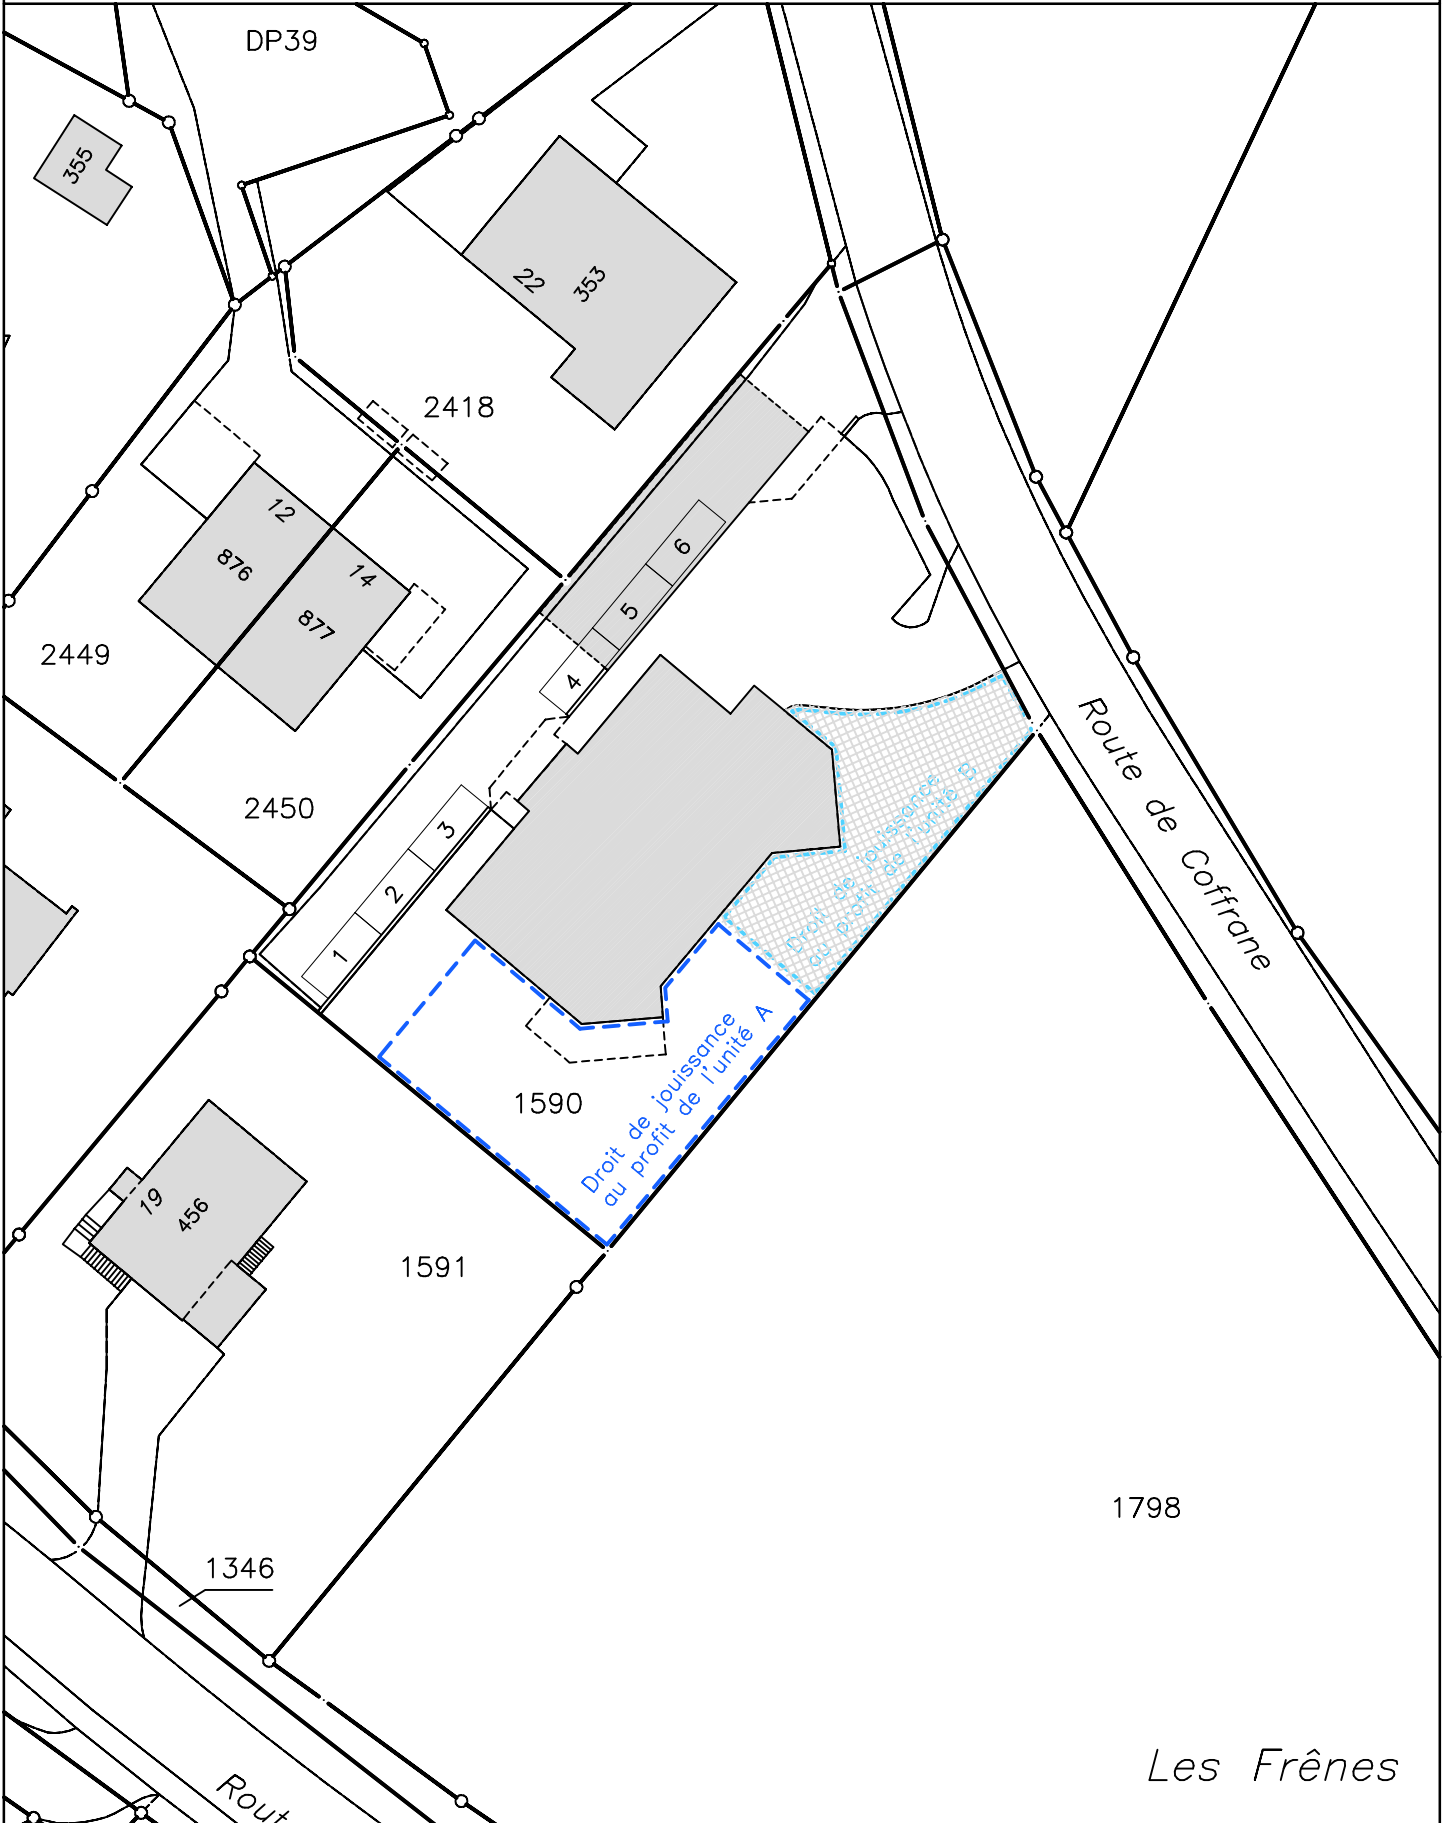 DP39
355
22
353
2418
12
876
14
877
2449
6
5
4
2450
3
2
1
Route de Coffrane
Droit de jouissance
au profit de l'unité B
Droit de jouissance
au profit de l'unité A
1590
19
456
1591
1798
1346
Les Frênes
Rout